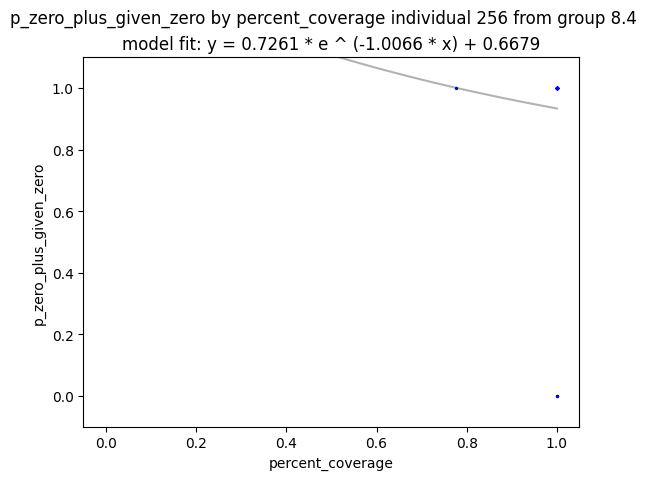 p_zero_plus_given_zero by percent_coverage individual 256 from group 8.4
model fit: y = 0.7261 * e ^ (-1.0066 * x) + 0.6679
1.0
0.8
0.6
0.4
0.2
0.0
p_zero_plus_given_zero
0.0 0.2 0.4 0.6 0.8 1.0
percent_coverage